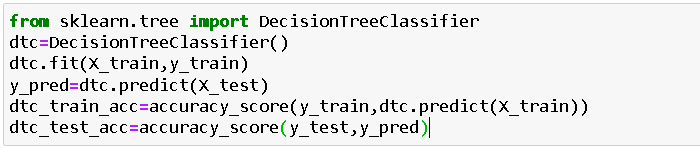 from sklearn.tree import DecisionTreeClassifier
dtc=DecisionTreeClassifier()
dtc.fit(X_train,y_train)
y_pred=dtc.predict(X_test)
dtc_train_acc=accuracy_score(y_train,dtc.predict(X_train))
dtc_test_acc=accuracy_score(y_test,y_pred)